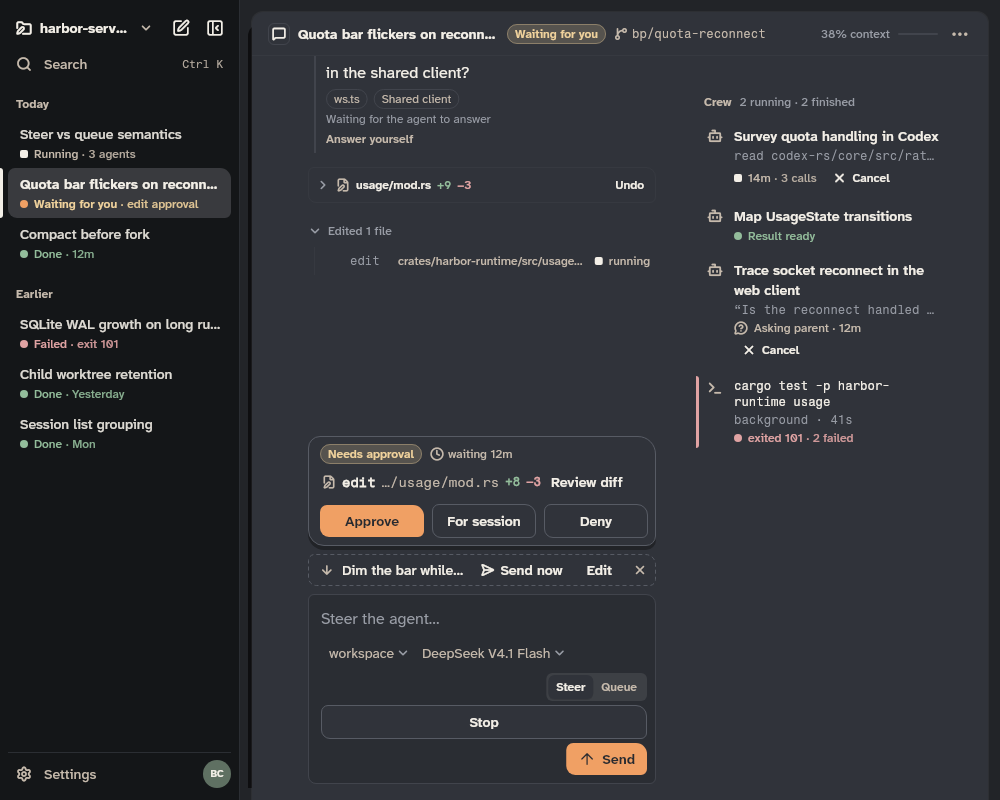 harbor-serv...
Search
Ctrl K
Today
Steer vs queue semantics
Running · 3 agents
Quota bar flickers on reconn...
Waiting for you · edit approval
Compact before fork
Done · 12m
Earlier
SQLite WAL growth on long ru...
Failed · exit 101
Child worktree retention
Done · Yesterday
Session list grouping
Done · Mon
Settings
BC
Quota bar flickers on reconn...
Waiting for you
bp/quota-reconnect
38% context
in the shared client?
ws.ts
Shared client
Waiting for the agent to answer
Answer yourself
usage/mod.rs +9 −3
Undo
Edited 1 file
edit crates/harbor-runtime/src/usage... running
Needs approval
waiting 12m
edit …/usage/mod.rs +8 −3 Review diff
Approve
For session
Deny
Dim the bar while...
Send now
Edit
Steer the agent...
workspace
DeepSeek V4.1 Flash
Steer
Queue
Stop
Send
Crew 2 running · 2 finished
Survey quota handling in Codex
read codex-rs/core/src/rat…
14m · 3 calls
Cancel
Map UsageState transitions
Result ready
Trace socket reconnect in the
web client
“Is the reconnect handled …
Asking parent · 12m
Cancel
cargo test -p harbor-
runtime usage
background · 41s
exited 101 · 2 failed